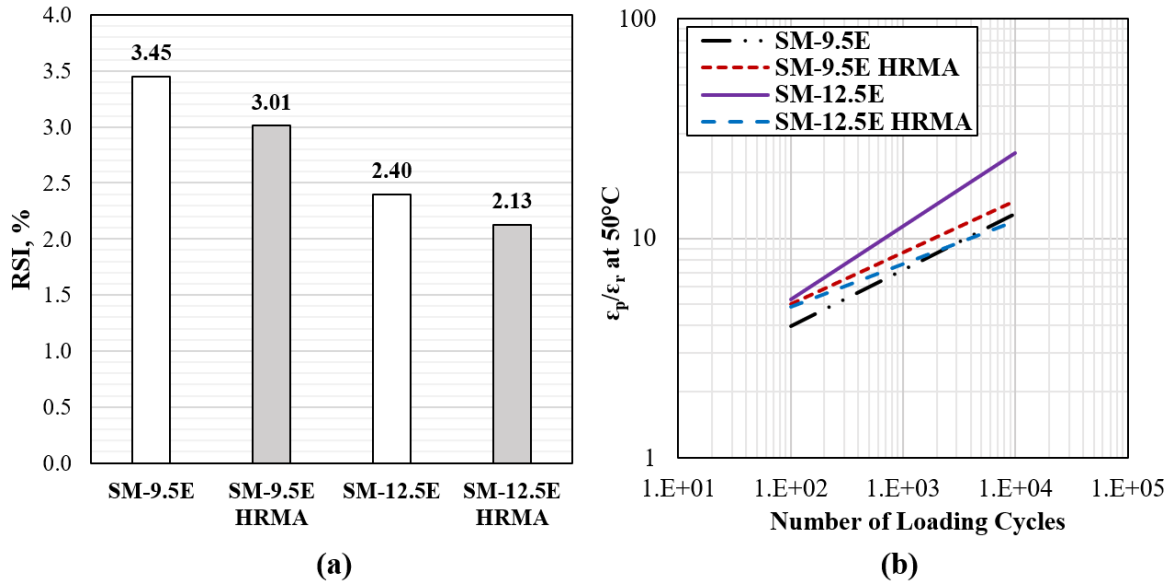 4.0
3.5
3.0
2.5
2.0
1.5
1.0
0.5
0.0
RSI, %
3.45
3.01
2.40
2.13
SM-9.5E
SM-9.5E
HRMA
SM-12.5E
SM-12.5E
HRMA
(a)
100
10
1
εp/εr at 50°C
SM-9.5E
SM-9.5E HRMA
SM-12.5E
SM-12.5E HRMA
1.E+01 1.E+02 1.E+03 1.E+04 1.E+05
Number of Loading Cycles
(b)